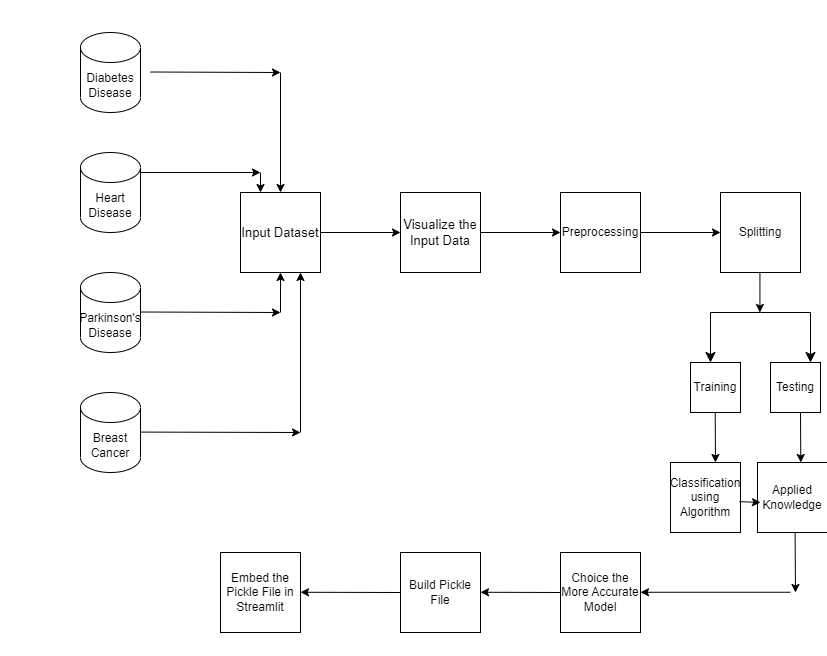 Diabetes
Disease
Heart
Disease
Parkinson's
Disease
Breast
Cancer
Input Dataset
Visualize the
Input Data
Preprocessing
Splitting
Training
Testing
Classification
using
Algorithm
Applied
Knowledge
Choice the
More Accurate
Model
Build Pickle
File
Embed the
Pickle File in
Streamlit